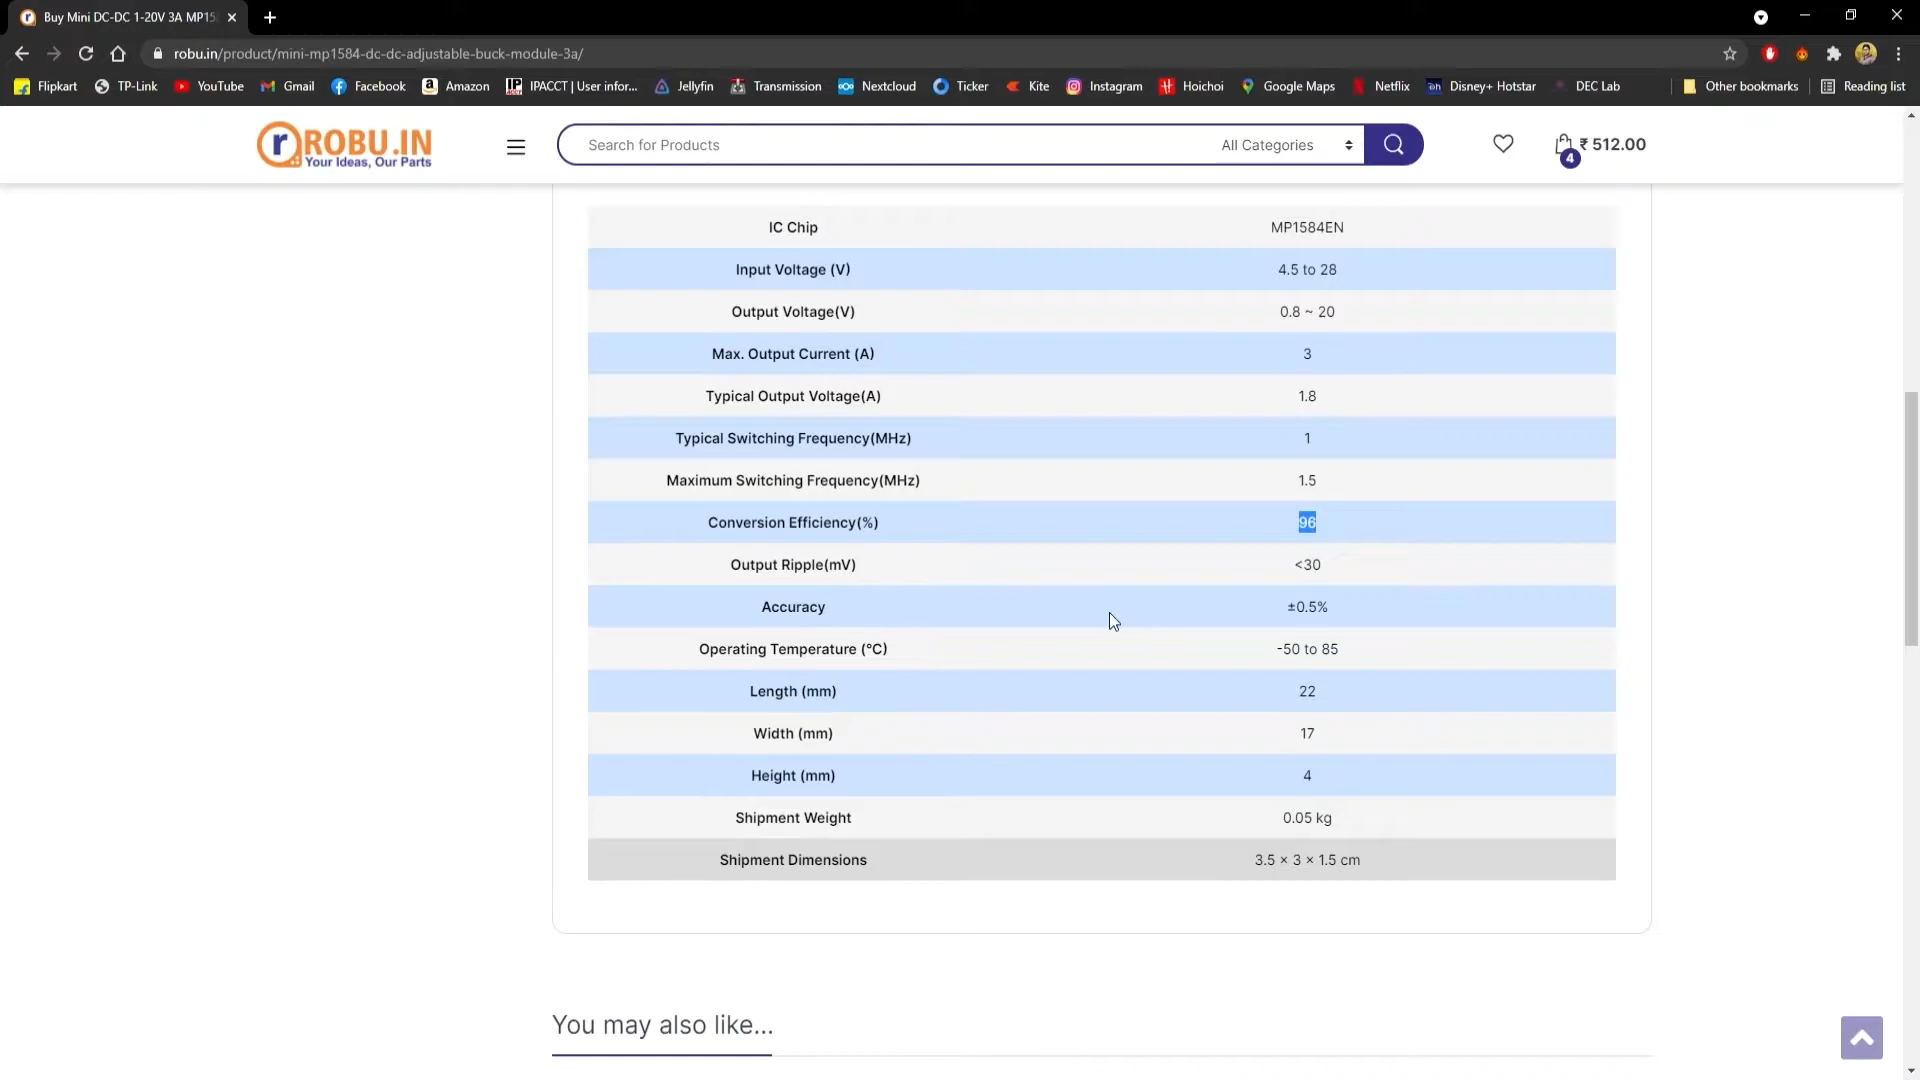 Buy Mini DC-DC 1-20V 3A MP15
robu.in/product/mini-mp1584-dc-dc-adjustable-buck-module-3a/
Flipkart TP-Link YouTube Gmail Facebook Amazon IPACCT | User infor... Jellyfin Transmission Nextcloud Ticker Kite Instagram Hoichoi Google Maps Netflix Disney+ Hotstar DEC Lab Other bookmarks Reading list
ROBU.IN
Your Ideas, Our Parts
Search for Products All Categories
₹ 512.00
4
IC Chip MP1584EN
Input Voltage (V) 4.5 to 28
Output Voltage(V) 0.8 ~ 20
Max. Output Current (A) 3
Typical Output Voltage(A) 1.8
Typical Switching Frequency(MHz) 1
Maximum Switching Frequency(MHz) 1.5
Conversion Efficiency(%) 96
Output Ripple(mV) <30
Accuracy ±0.5%
Operating Temperature (°C) -50 to 85
Length (mm) 22
Width (mm) 17
Height (mm) 4
Shipment Weight 0.05 kg
Shipment Dimensions 3.5 × 3 × 1.5 cm
You may also like...